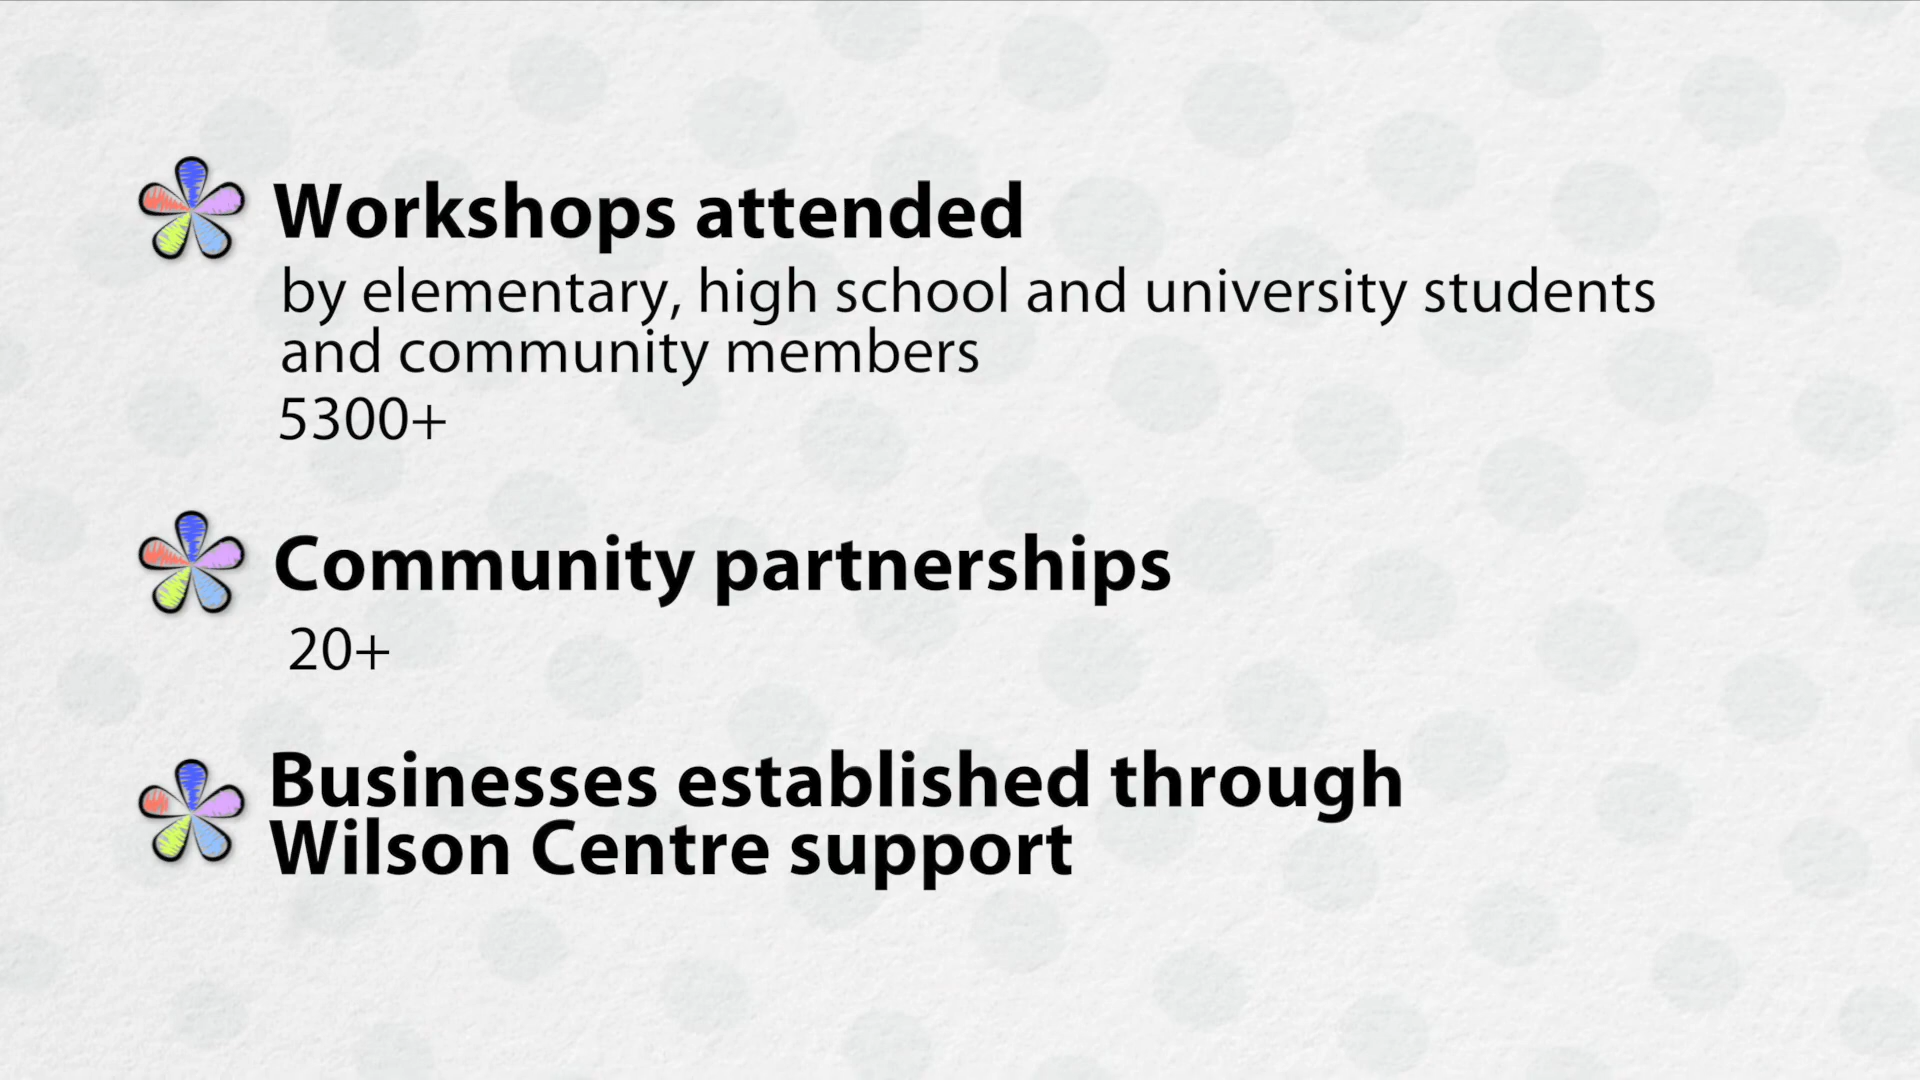 Workshops attended
by elementary, high school and university students
and community members
5300+
Community partnerships
20+
Businesses established through
Wilson Centre support